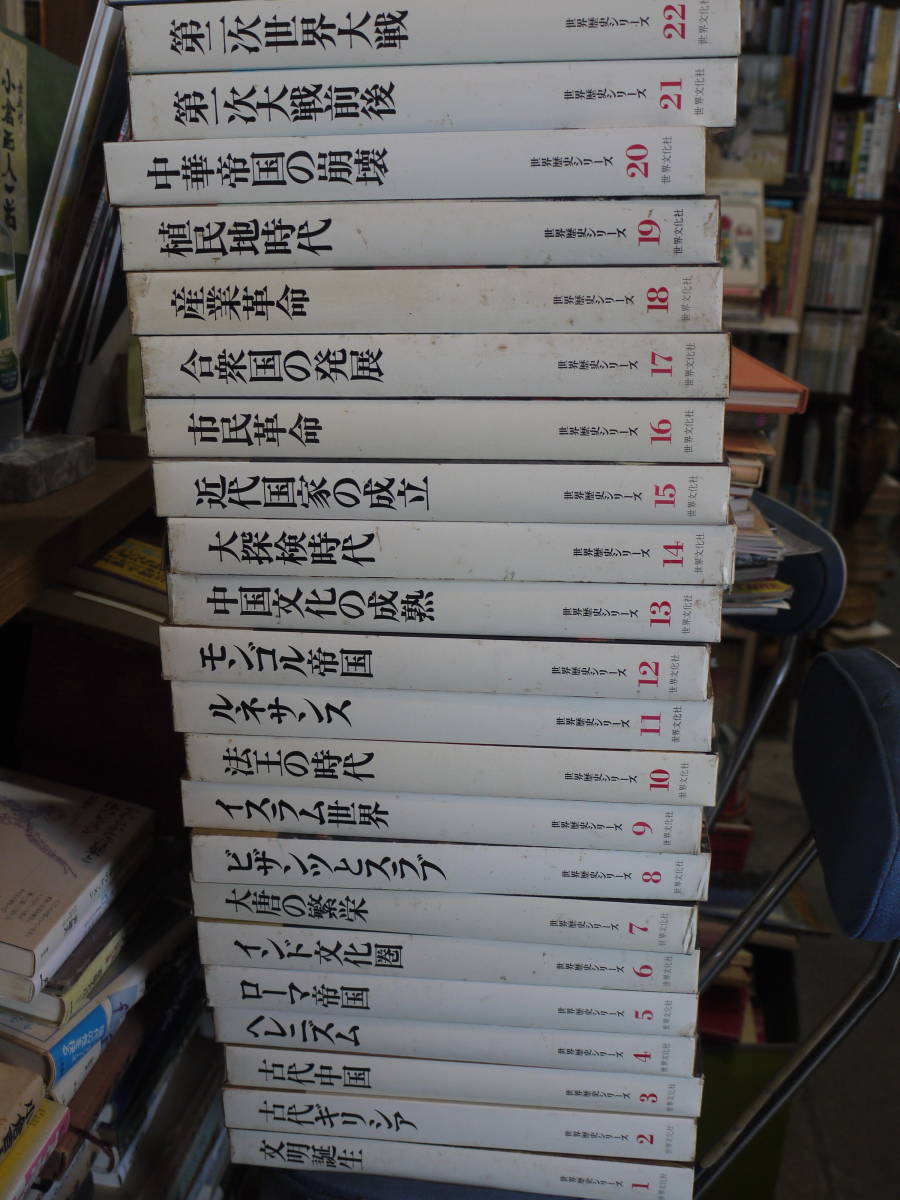 第二次世界大戦 世界歴史シリーズ 22 世界文化社
第一次大戦前後 世界歴史シリーズ 21 世界文化社
中華帝国の崩壊 世界歴史シリーズ 20 世界文化社
植民地時代 世界歴史シリーズ 19 世界文化社
産業革命 世界歴史シリーズ 18 世界文化社
合衆国の発展 世界歴史シリーズ 17 世界文化社
市民革命 世界歴史シリーズ 16 世界文化社
近代国家の成立 世界歴史シリーズ 15 世界文化社
大探検時代 世界歴史シリーズ 14 世界文化社
中国文化の成熟 世界歴史シリーズ 13 世界文化社
モンゴル帝国 世界歴史シリーズ 12 世界文化社
ルネサンス 世界歴史シリーズ 11 世界文化社
法王の時代 世界歴史シリーズ 10 世界文化社
イスラム世界 世界歴史シリーズ 9 世界文化社
ビザンツとスラブ 世界歴史シリーズ 8 世界文化社
大唐の繁栄 世界歴史シリーズ 7 世界文化社
インド文化圏 世界歴史シリーズ 6 世界文化社
ローマ帝国 世界歴史シリーズ 5 世界文化社
ヘレニズム 世界歴史シリーズ 4 世界文化社
古代中国 世界歴史シリーズ 3 世界文化社
古代ギリシア 世界歴史シリーズ 2 世界文化社
文明誕生 世界歴史シリーズ 1 世界文化社